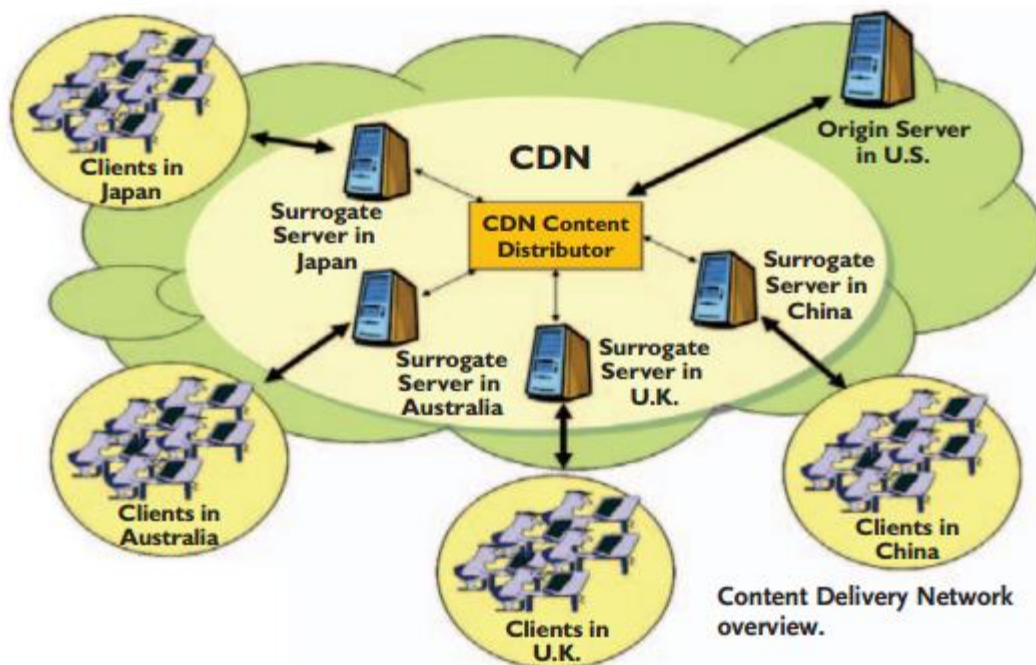 Clients in
Japan
Surrogate
Server in
Japan
CDN
CDN Content
Distributor
Origin Server
in U.S.
Surrogate
Server in
China
Surrogate
Server in
Australia
Surrogate
Server in
U.K.
Clients in
Australia
Clients in
U.K.
Clients in
China
Content Delivery Network
overview.